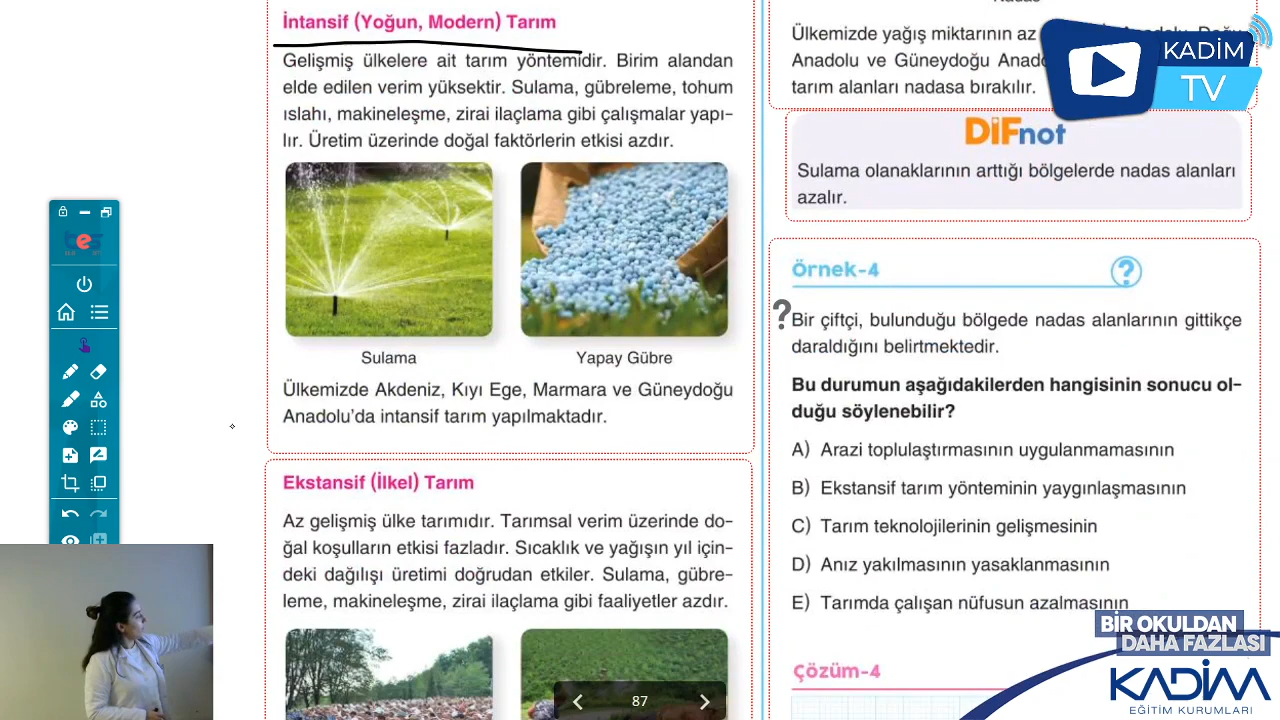 İntansif (Yoğun, Modern) Tarım
Gelişmiş ülkelere ait tarım yöntemidir. Birim alandan
elde edilen verim yüksektir. Sulama, gübreleme, tohum
ıslahı, makineleşme, zirai ilaçlama gibi çalışmalar yapı-
lır. Üretim üzerinde doğal faktörlerin etkisi azdır.
Sulama
Yapay Gübre
Ülkemizde Akdeniz, Kıyı Ege, Marmara ve Güneydoğu
Anadolu'da intansif tarım yapılmaktadır.
Ekstansif (İlkel) Tarım
Az gelişmiş ülke tarımıdır. Tarımsal verim üzerinde do-
ğal koşulların etkisi fazladır. Sıcaklık ve yağışın yıl için-
deki dağılışı üretimi doğrudan etkiler. Sulama, gübre-
leme, makineleşme, zirai ilaçlama gibi faaliyetler azdır.
87
Ülkemizde yağış miktarının az
Anadolu ve Güneydoğu
tarım alanları nadasa bırakılır.
DİFnot
Sulama olanaklarının arttığı bölgelerde nadas alanları
azalır.
Örnek-4
?
?
Bir çiftçi, bulunduğu bölgede nadas alanlarının gittikçe
daraldığını belirtmektedir.
Bu durumun aşağıdakilerden hangisinin sonucu ol-
duğu söylenebilir?
A) Arazi toplulaştırmasının uygulanmamasının
B) Ekstansif tarım yönteminin yaygınlaşmasının
C) Tarım teknolojilerinin gelişmesinin
D) Anız yakılmasının yasaklanmasının
E) Tarımda çalışan nüfusun azalmasının
Çözüm-4
KADİM
TV
BİR OKULDAN
DAHA FAZLASI
KADİM
EĞİTİM KURUMLARI